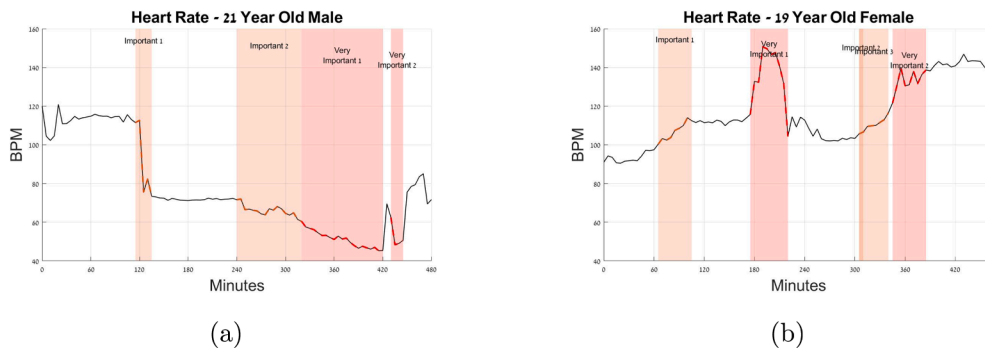 Heart Rate - 21 Year Old Male
160
140
120
100
80
60
40
BPM
0
60
120
180
240
300
360
420
480
Minutes
Important 1
Important 2
Very
Important 1
Very
Important 2
(a)
Heart Rate - 19 Year Old Female
160
140
120
100
80
60
40
BPM
0
60
120
180
240
300
360
420
Minutes
Important 1
Very
Important 1
Important 2
Important 3
Very
Important 2
(b)